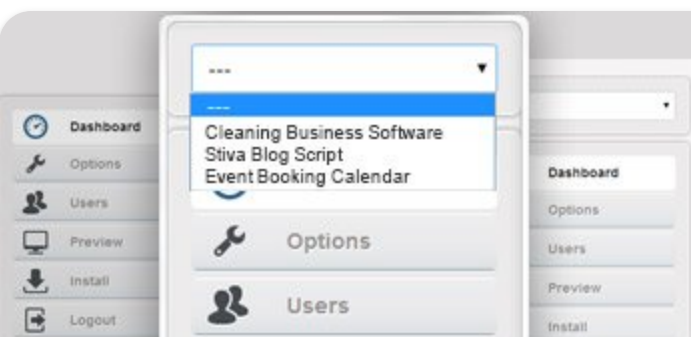 Dashboard
Options
Users
Preview
Install
Logout
---
---
Cleaning Business Software
Stiva Blog Script
Event Booking Calendar
Options
Users
Dashboard
Options
Users
Preview
Install